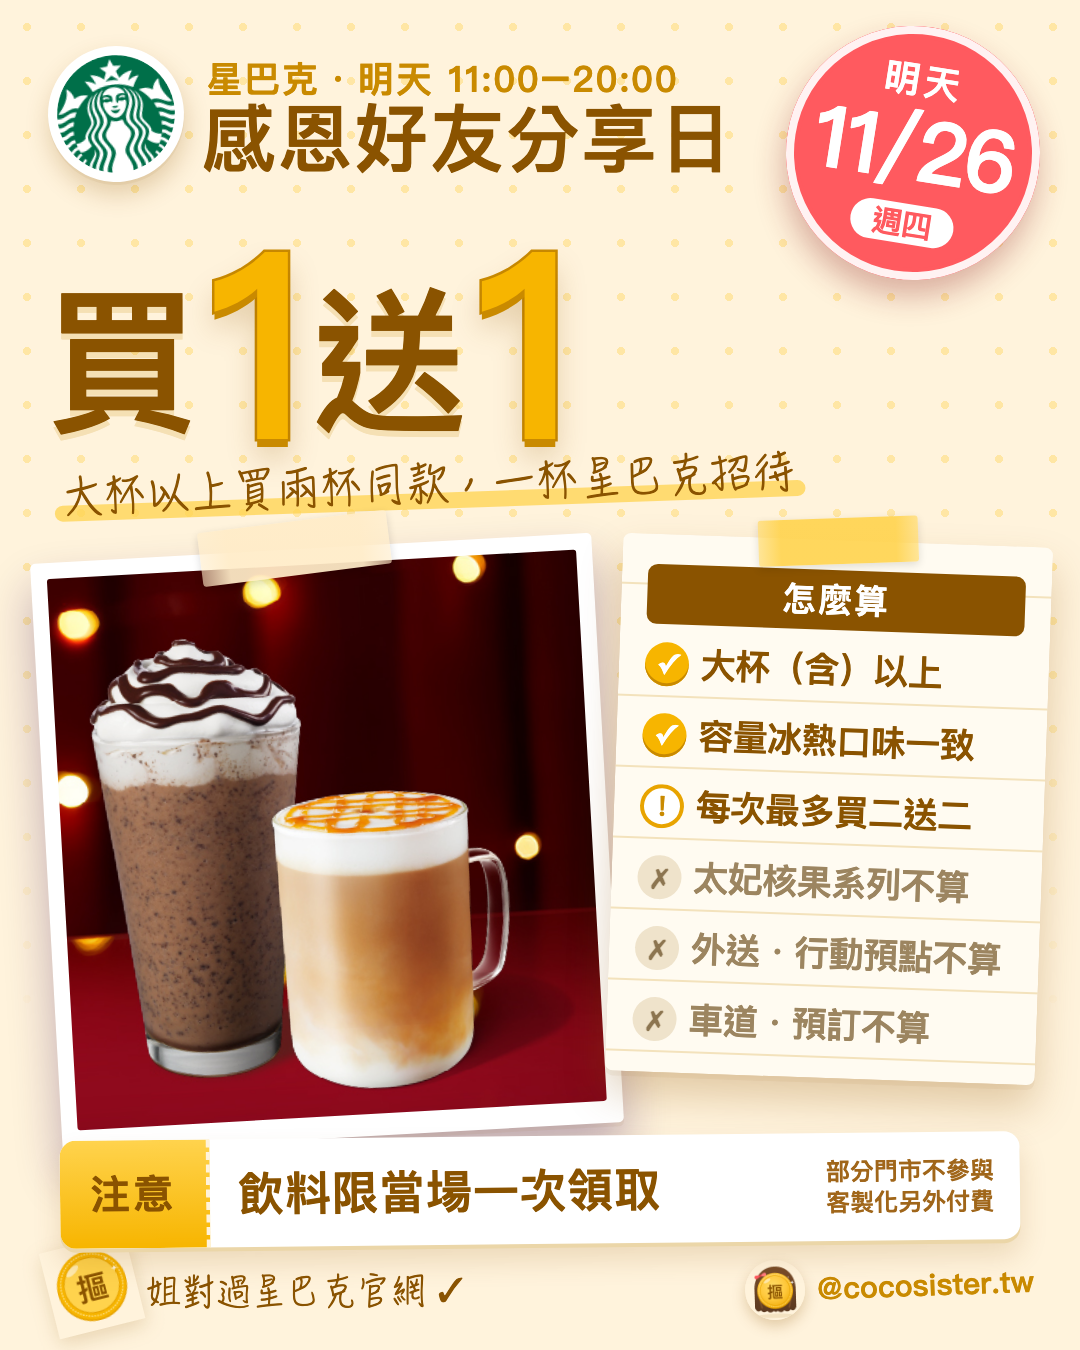 星巴克·明天 11:00–20:00
感恩好友分享日
明天
11/26
週四
買1送1
大杯以上買兩杯同款，一杯星巴克招待
怎麼算
大杯（含）以上
容量冰熱口味一致
! 每次最多買二送二
✗ 太妃核果系列不算
✗ 外送·行動預點不算
✗ 車道·預訂不算
注意
飲料限當場一次領取
部分門市不參與
客製化另外付費
摳
姐對過星巴克官網 ✓
摳
@cocosister.tw